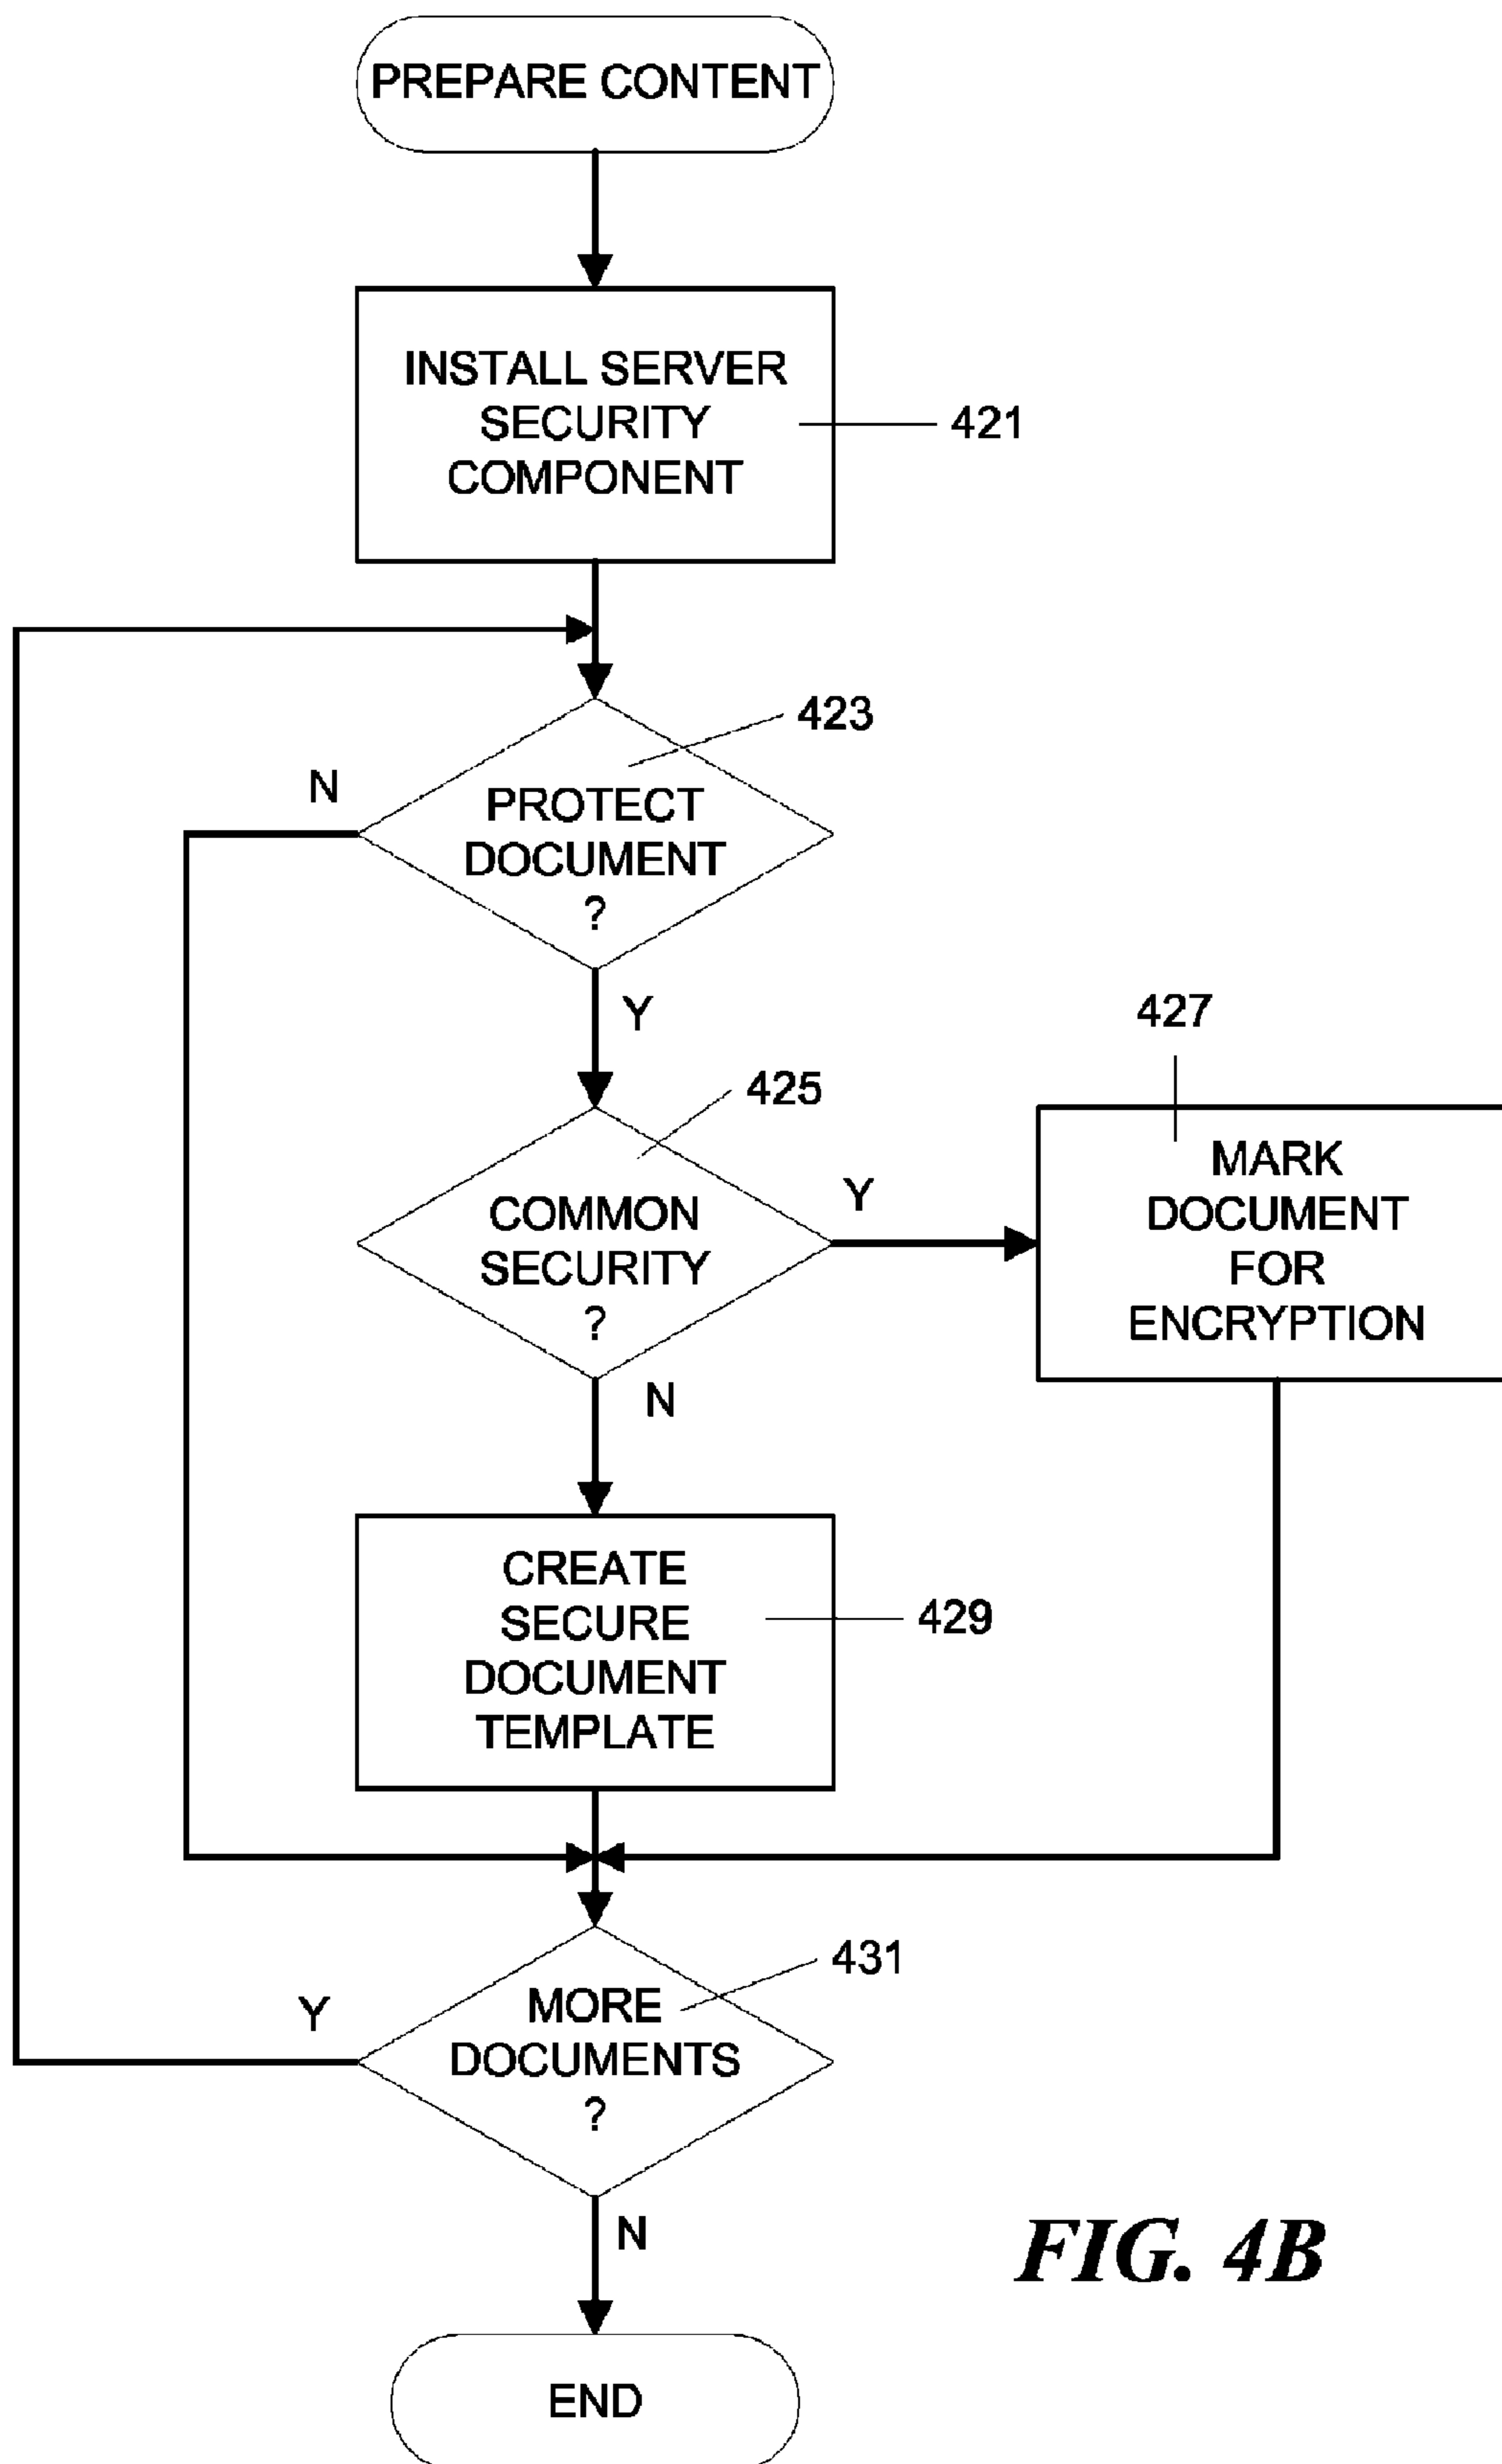 PREPARE CONTENT
INSTALL SERVER
SECURITY
COMPONENT
421
423
N
PROTECT
DOCUMENT
?
Y
427
425
MARK
DOCUMENT
FOR
ENCRYPTION
Y
COMMON
SECURITY
?
N
CREATE
SECURE
DOCUMENT
TEMPLATE
429
431
Y
MORE
DOCUMENTS
?
N
FIG. 4B
END